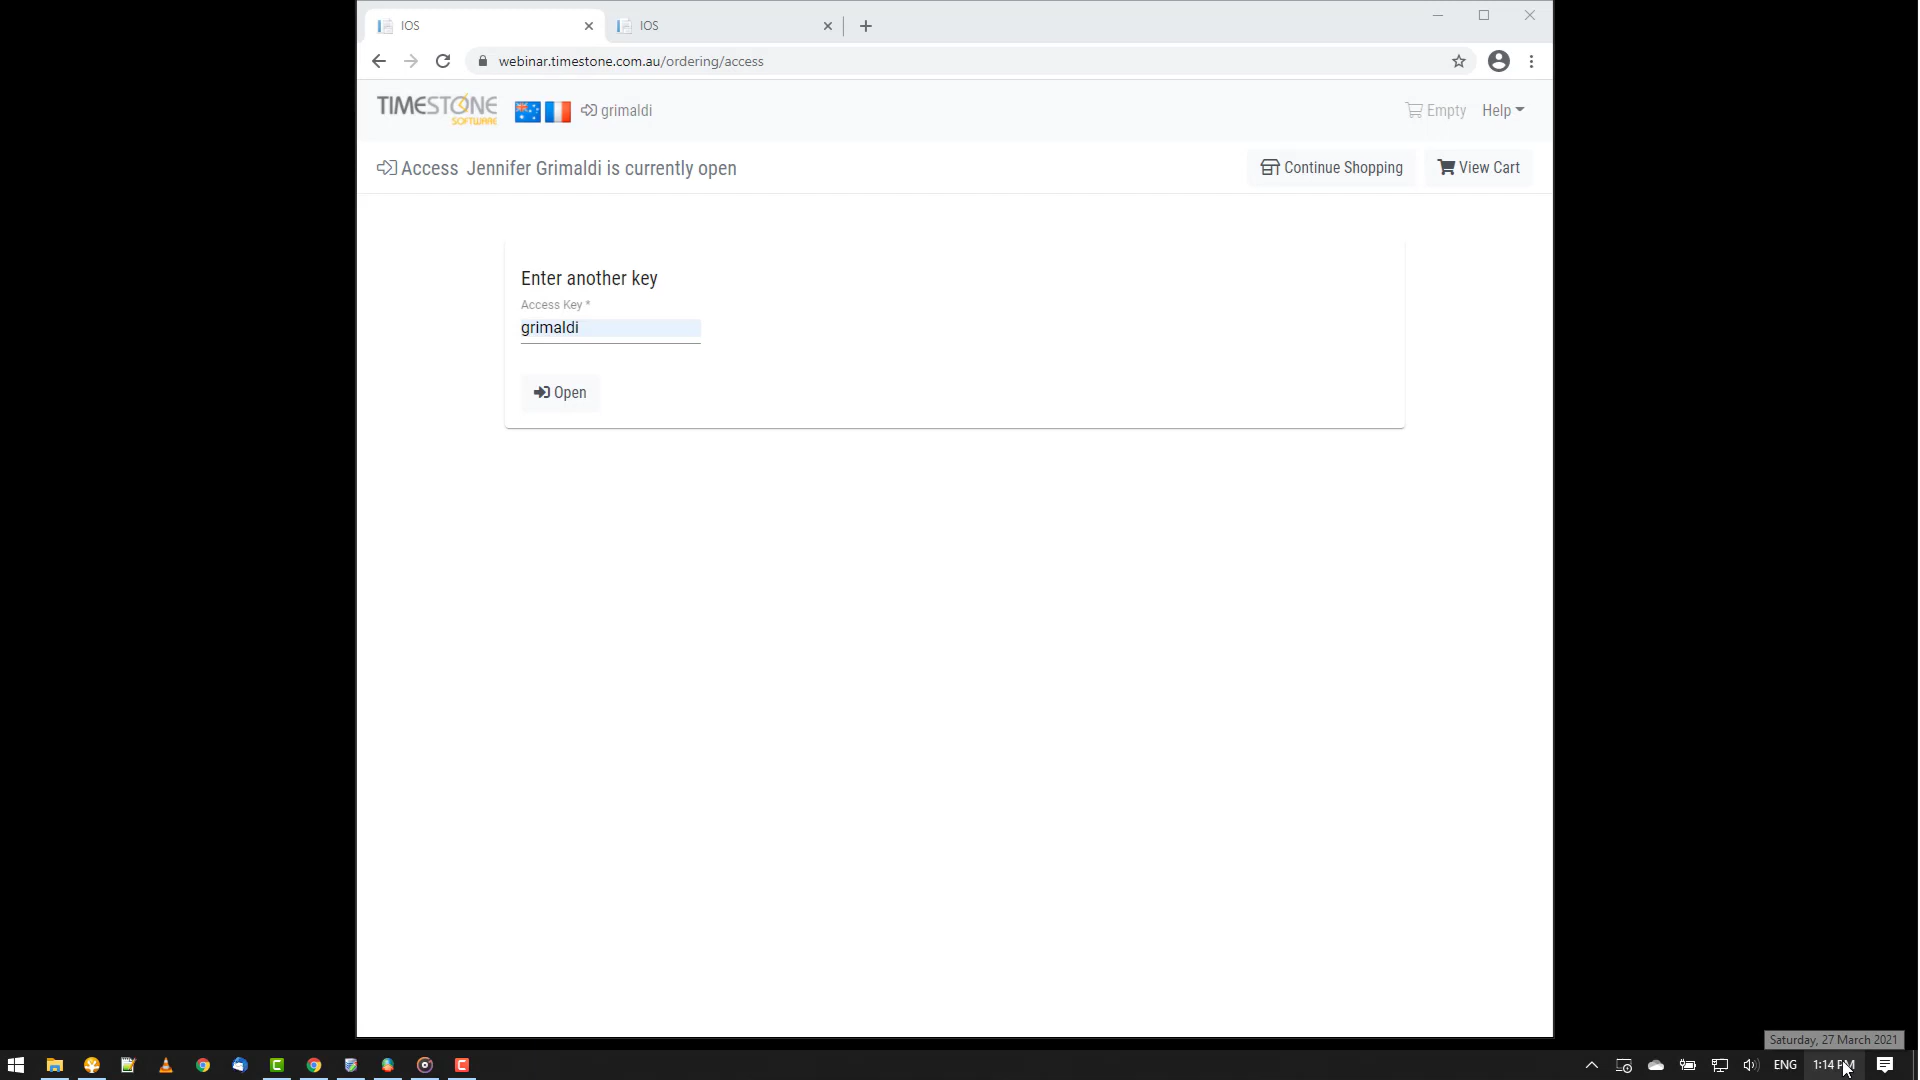 IOS
IOS
webinar.timestone.com.au/ordering/access
TIMESTONE
SOFTWARE
grimaldi
Empty
Help
Access Jennifer Grimaldi is currently open
Continue Shopping
View Cart
Enter another key
Access Key *
grimaldi
Open
Saturday, 27 March 2021
ENG
1:14 PM